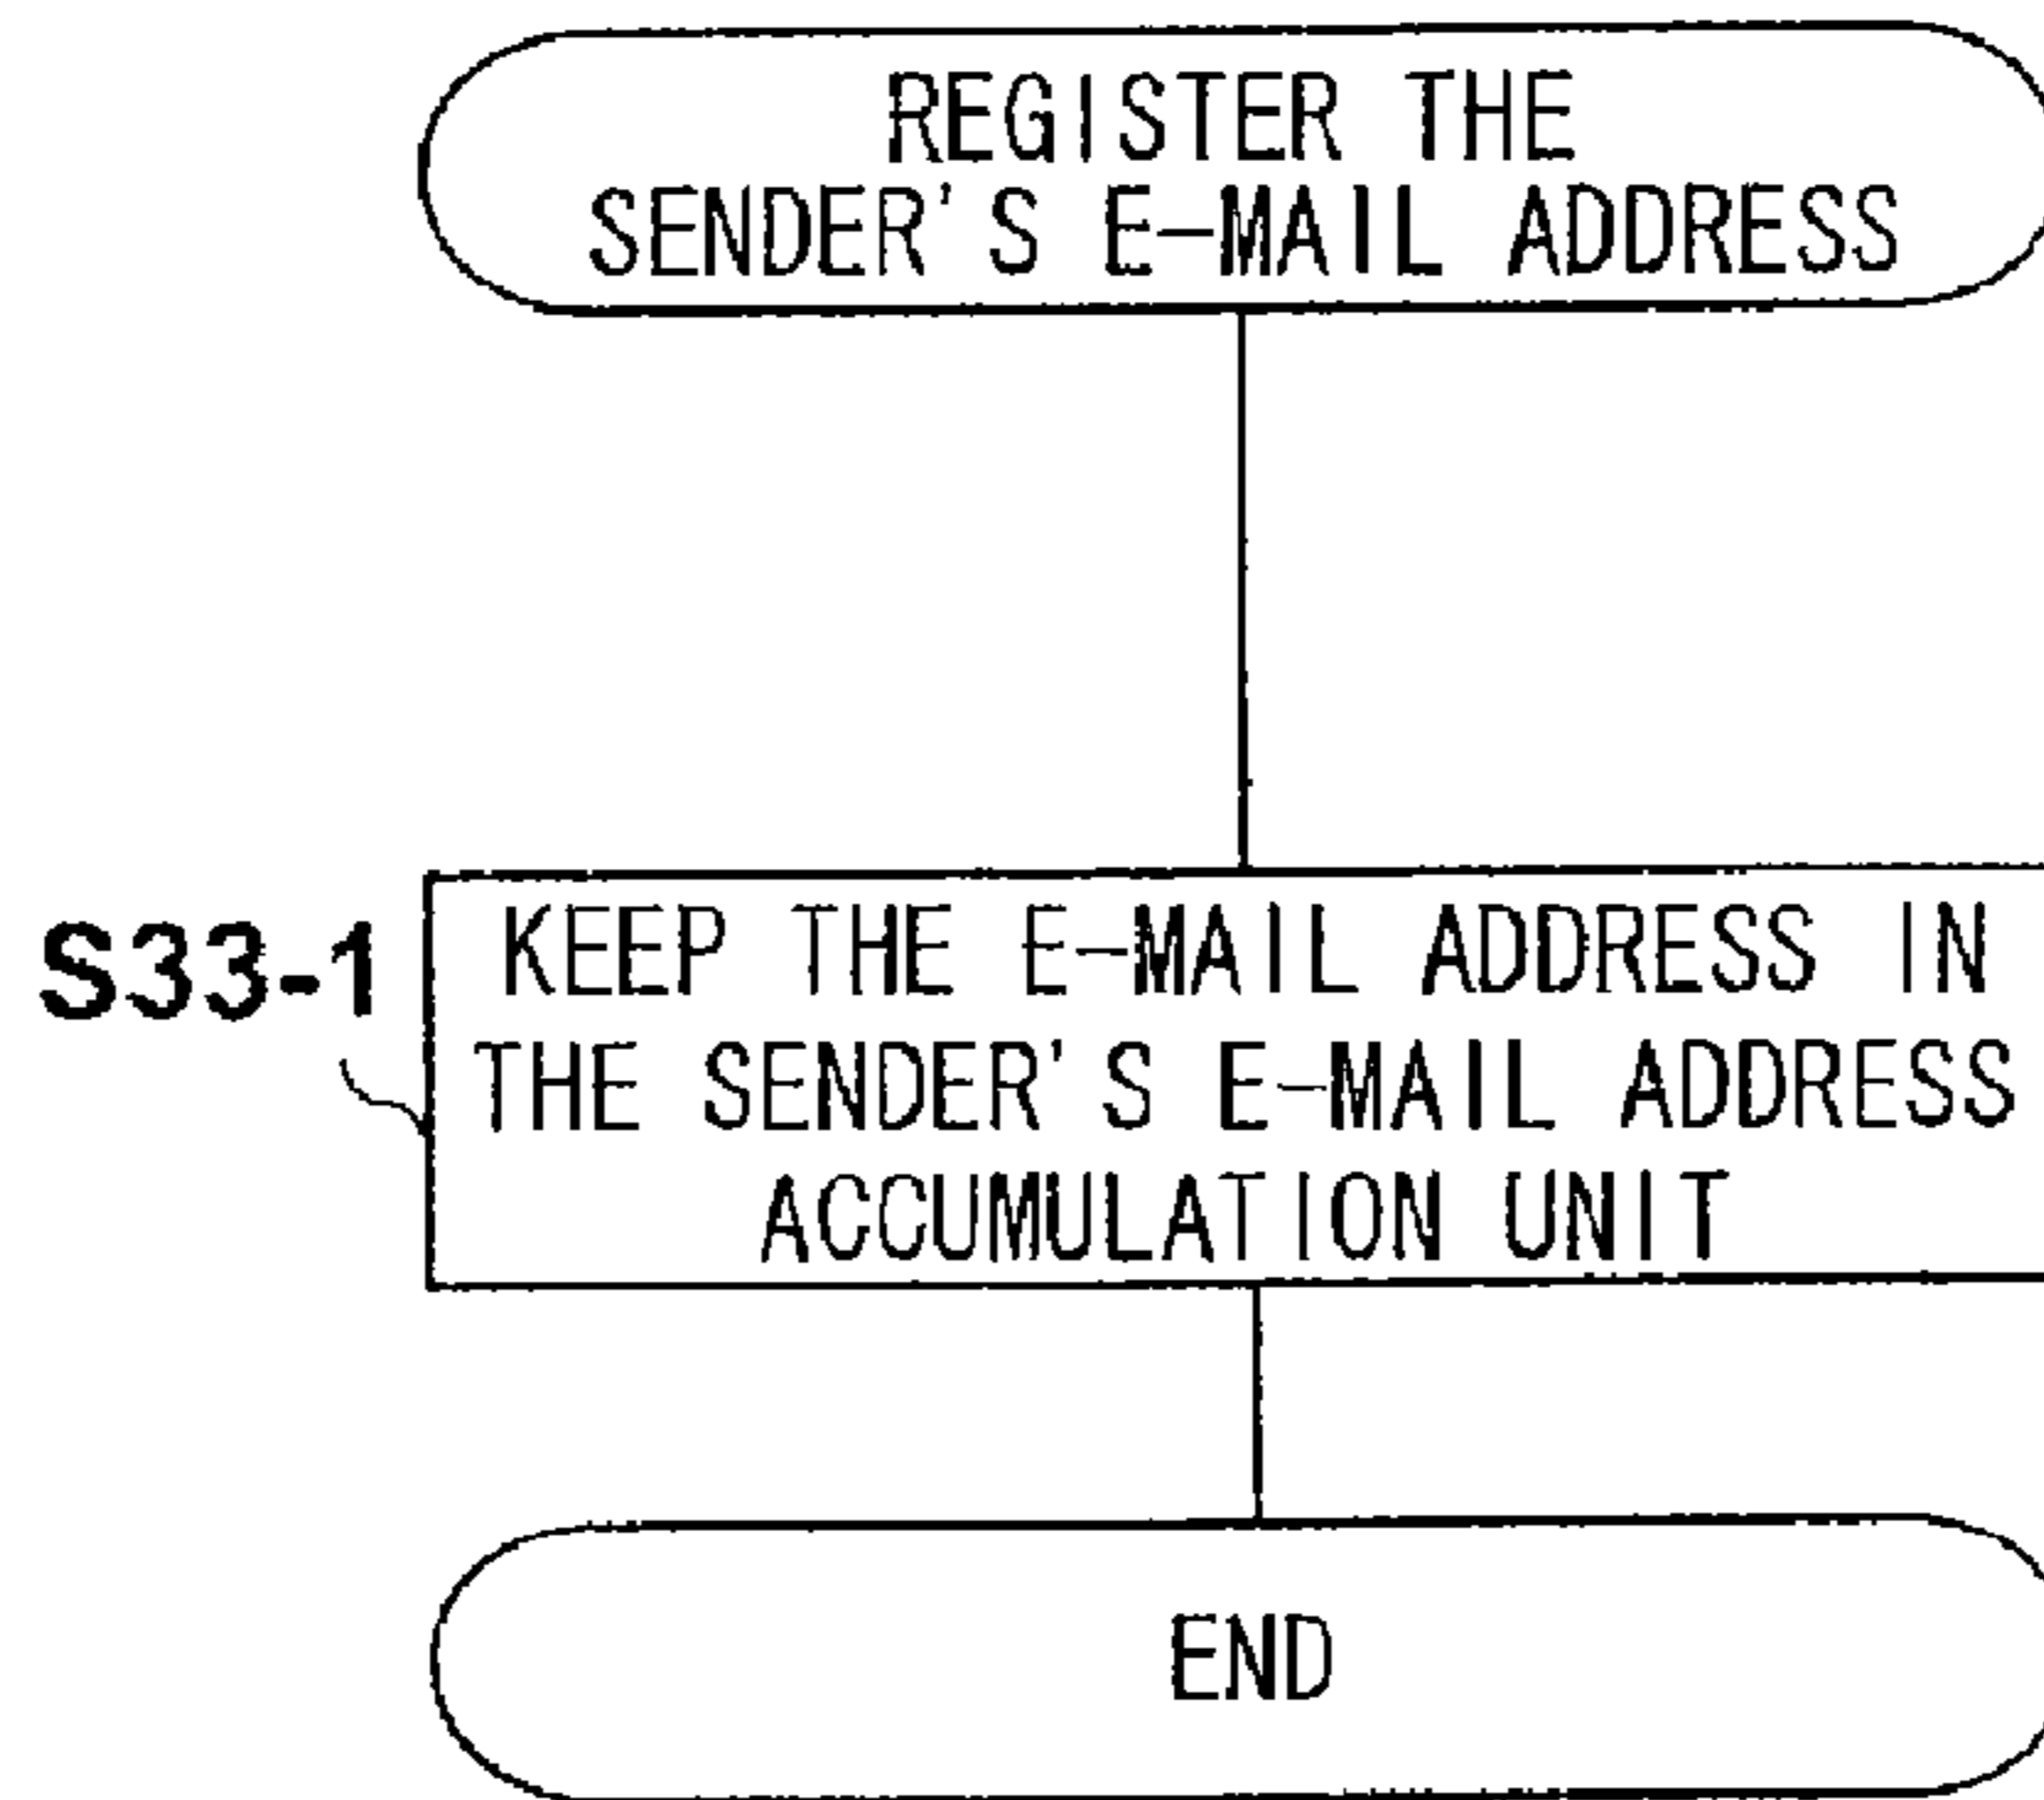 REGISTER THE
SENDER'S E-MAIL ADDRESS
S33-1
KEEP THE E-MAIL ADDRESS IN
THE SENDER'S E-MAIL ADDRESS
ACCUMULATION UNIT
END